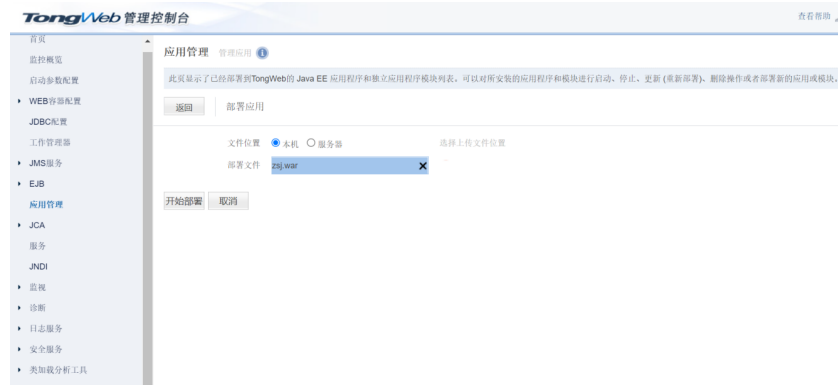 TongWeb 管理控制台
查看帮助
首页
监控概览
启动参数配置
WEB容器配置
JDBC配置
工作管理器
JMS服务
EJB
应用管理
JCA
服务
JNDI
监视
诊断
日志服务
安全服务
类加载分析工具
应用管理 管理应用
此页显示了已经部署到TongWeb的 Java EE 应用程序和独立应用程序模块列表。可以对所安装的应用程序和模块进行启动、停止、更新 (重新部署)、删除操作或者部署新的应用或模块。
返回 部署应用
文件位置 本机 服务器 选择上传文件位置
部署文件 zsj.war
开始部署 取消